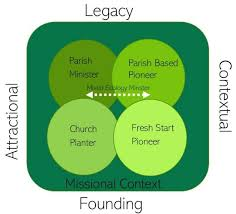 Legacy
Parish
Minister
Parish Based
Pioneer
Mixed Ecology Minister
Attractional
Contextual
Church
Planter
Fresh Start
Pioneer
Missional Context
Founding